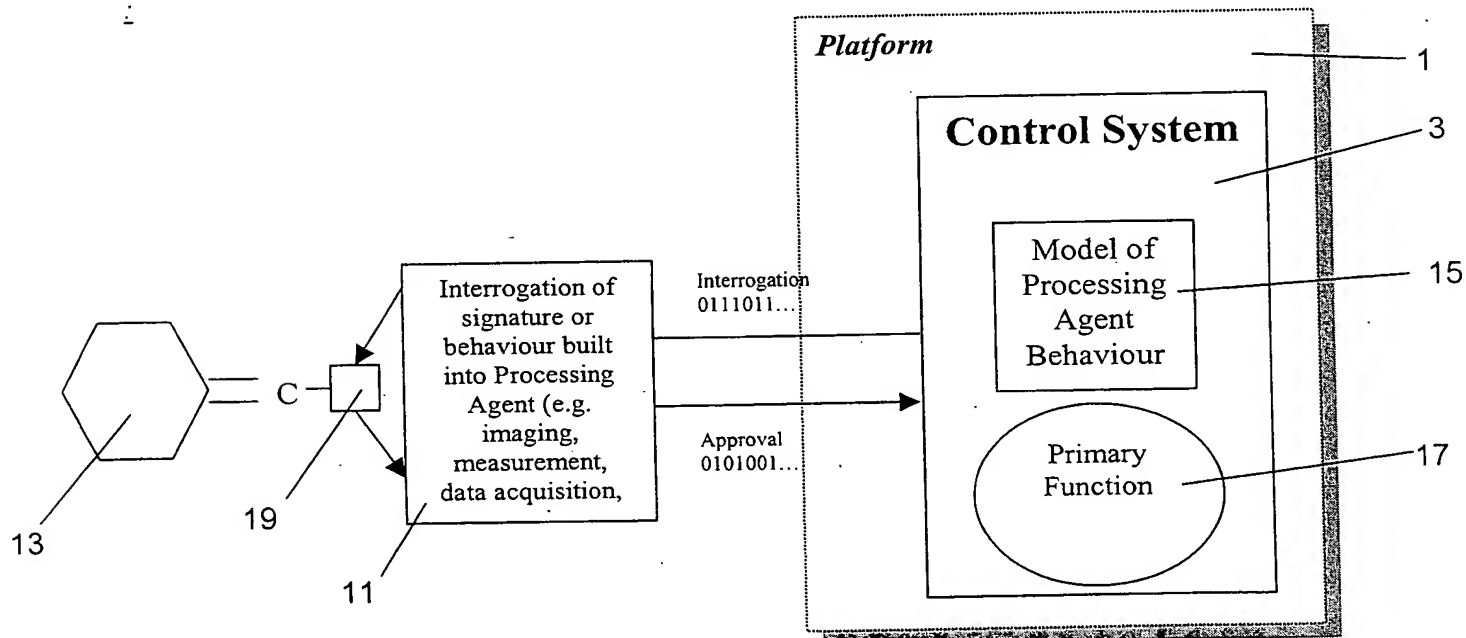 Platform
1
Control System
3
Model of
Processing
Agent
Behaviour
15
Interrogation of
signature or
behaviour built
into Processing
Agent (e.g.
imaging,
measurement,
data acquisition,
Interrogation
0111011...
Approval
0101001...
C
Primary
Function
17
13
19
11